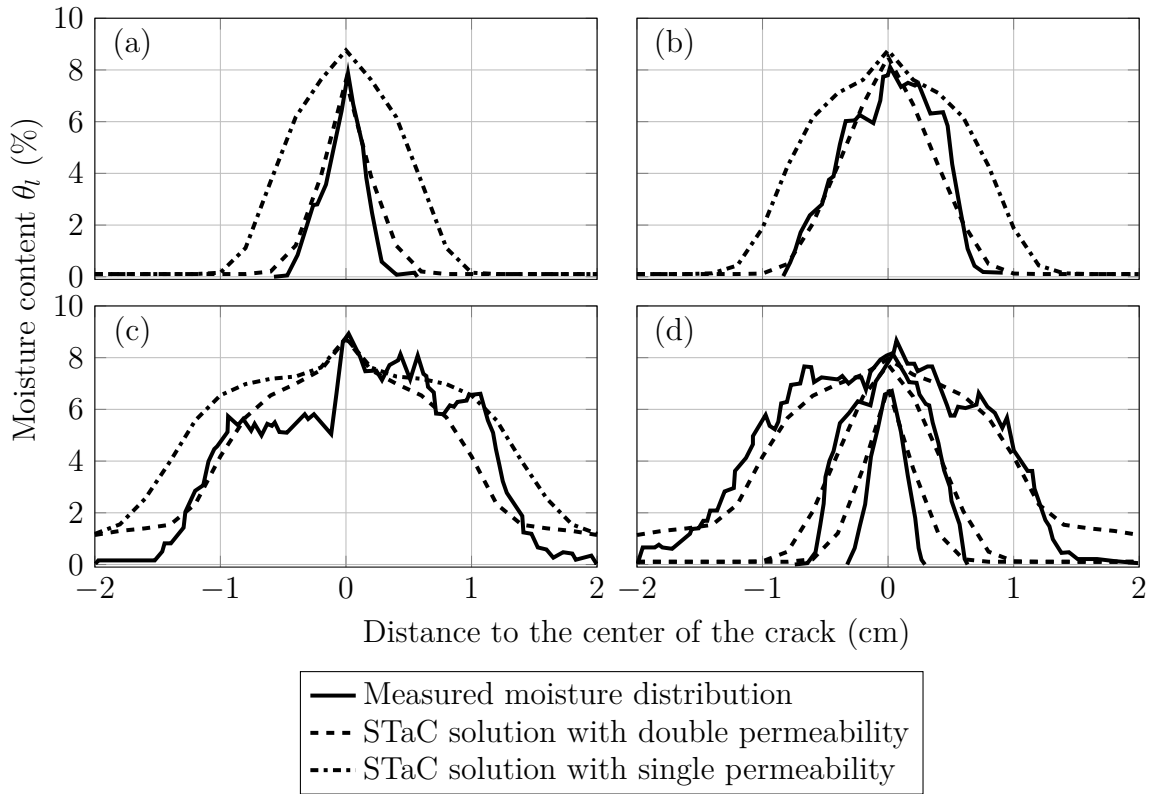 Moisture content θl (%)
10
8
6
4
2
0
(a)
(b)
10
8
6
4
2
0
(c)
(d)
−2 −1 0 1 2 −2 −1 0 1 2
Distance to the center of the crack (cm)
Measured moisture distribution
STaC solution with double permeability
STaC solution with single permeability